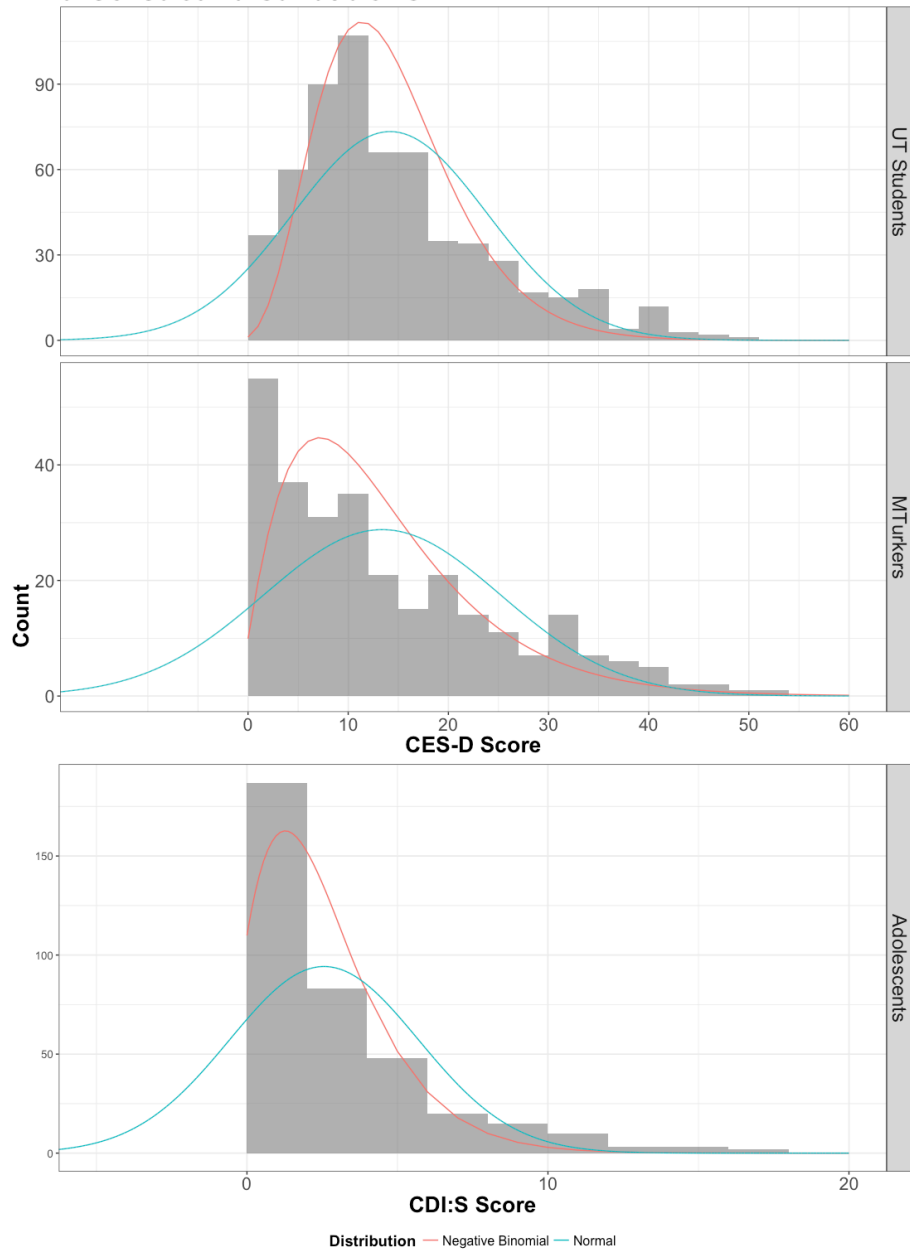 90
60
30
0
UT Students
40
20
0
MTurkers
Count
0 10 20 30 40 50 60
CES-D Score
150
100
50
0
Adolescents
0 10 20
CDI:S Score
Distribution Negative Binomial Normal